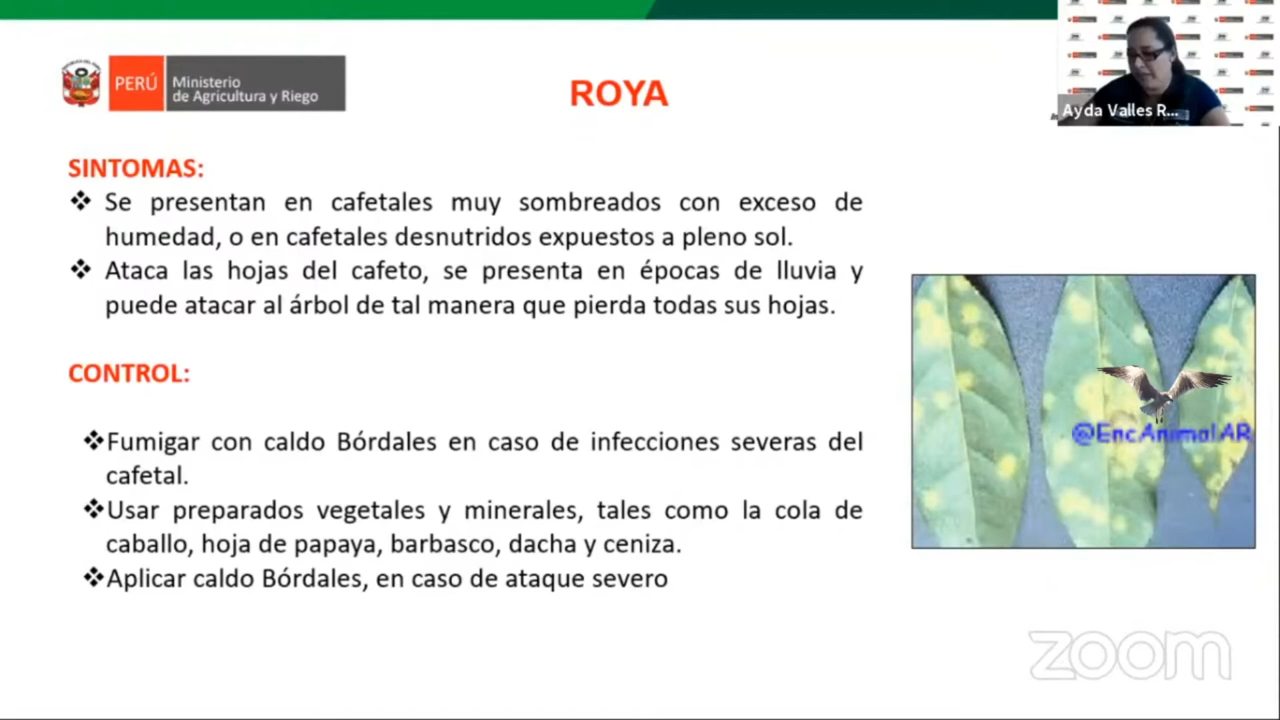 PERÚ
Ministerio
de Agricultura y Riego
ROYA
Ayda Valles R...
SINTOMAS:
❖ Se presentan en cafetales muy sombreados con exceso de
humedad, o en cafetales desnutridos expuestos a pleno sol.
❖ Ataca las hojas del cafeto, se presenta en épocas de lluvia y
puede atacar al árbol de tal manera que pierda todas sus hojas.
CONTROL:
❖Fumigar con caldo Bórdales en caso de infecciones severas del
cafetal.
❖Usar preparados vegetales y minerales, tales como la cola de
caballo, hoja de papaya, barbasco, dacha y ceniza.
❖Aplicar caldo Bórdales, en caso de ataque severo
@EncAnimalAR
zoom